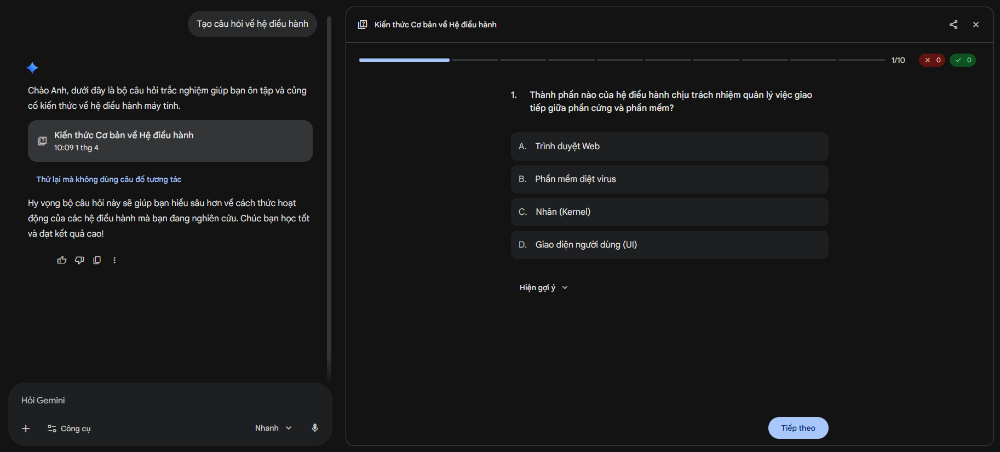 Tạo câu hỏi về hệ điều hành
Chào Anh, dưới đây là bộ câu hỏi trắc nghiệm giúp bạn ôn tập và củng
cố kiến thức về hệ điều hành máy tính.
Kiến thức Cơ bản về Hệ điều hành
10:09 1 thg 4
Thử lại mà không dùng câu đố tương tác
Hy vọng bộ câu hỏi này sẽ giúp bạn hiểu sâu hơn về cách thức hoạt
động của các hệ điều hành mà bạn đang nghiên cứu. Chúc bạn học tốt
và đạt kết quả cao!
Hỏi Gemini
Công cụ
Nhanh
Kiến thức Cơ bản về Hệ điều hành
1/10
0
0
1. Thành phần nào của hệ điều hành chịu trách nhiệm quản lý việc giao
tiếp giữa phần cứng và phần mềm?
A. Trình duyệt Web
B. Phần mềm diệt virus
C. Nhân (Kernel)
D. Giao diện người dùng (UI)
Hiện gợi ý
Tiếp theo